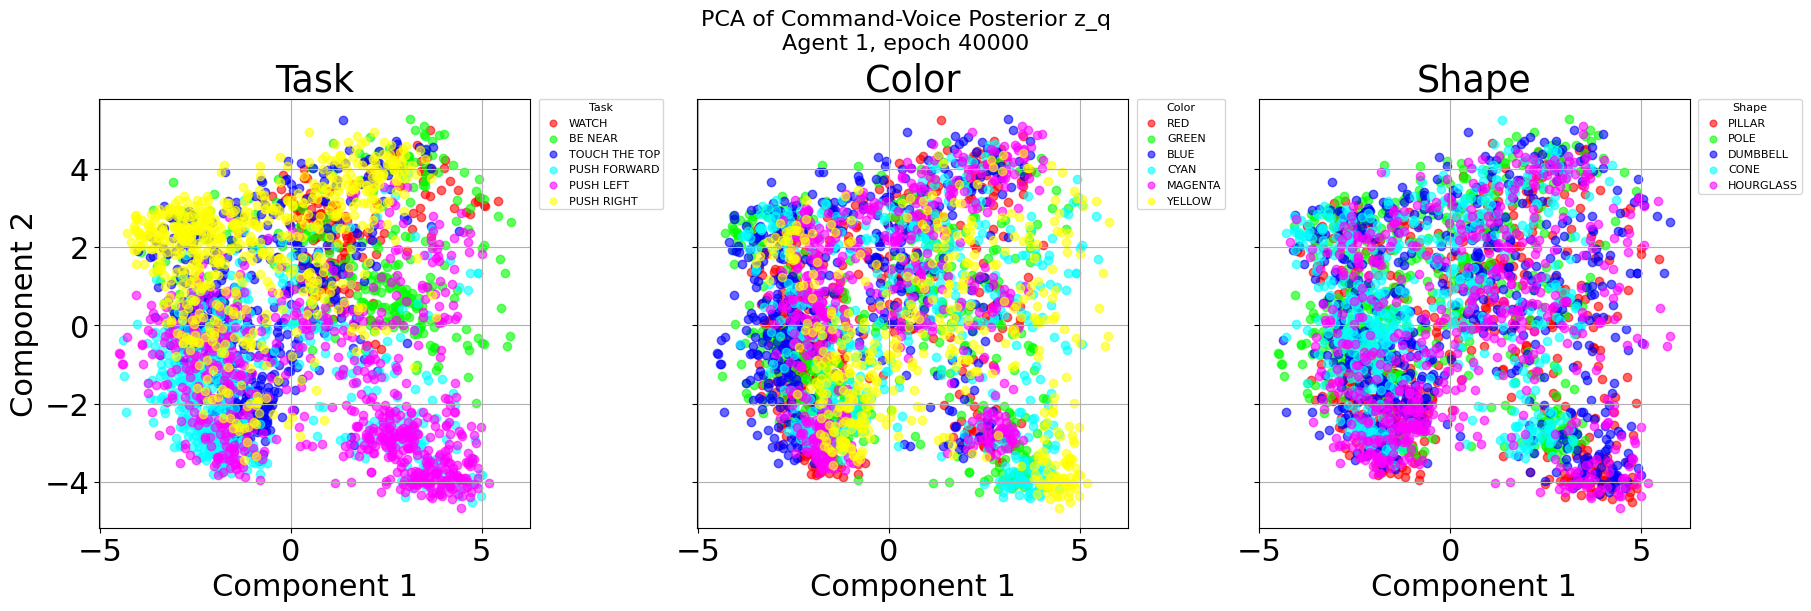 PCA of Command-Voice Posterior z_q
Agent 1, epoch 40000
Task
Color
Shape
Task
WATCH
BE NEAR
TOUCH THE TOP
PUSH FORWARD
PUSH LEFT
PUSH RIGHT
Color
RED
GREEN
BLUE
CYAN
MAGENTA
YELLOW
Shape
PILLAR
POLE
DUMBBELL
CONE
HOURGLASS
Component 2
4
2
0
−2
−4
−5 0 5
−5 0 5
−5 0 5
Component 1
Component 1
Component 1